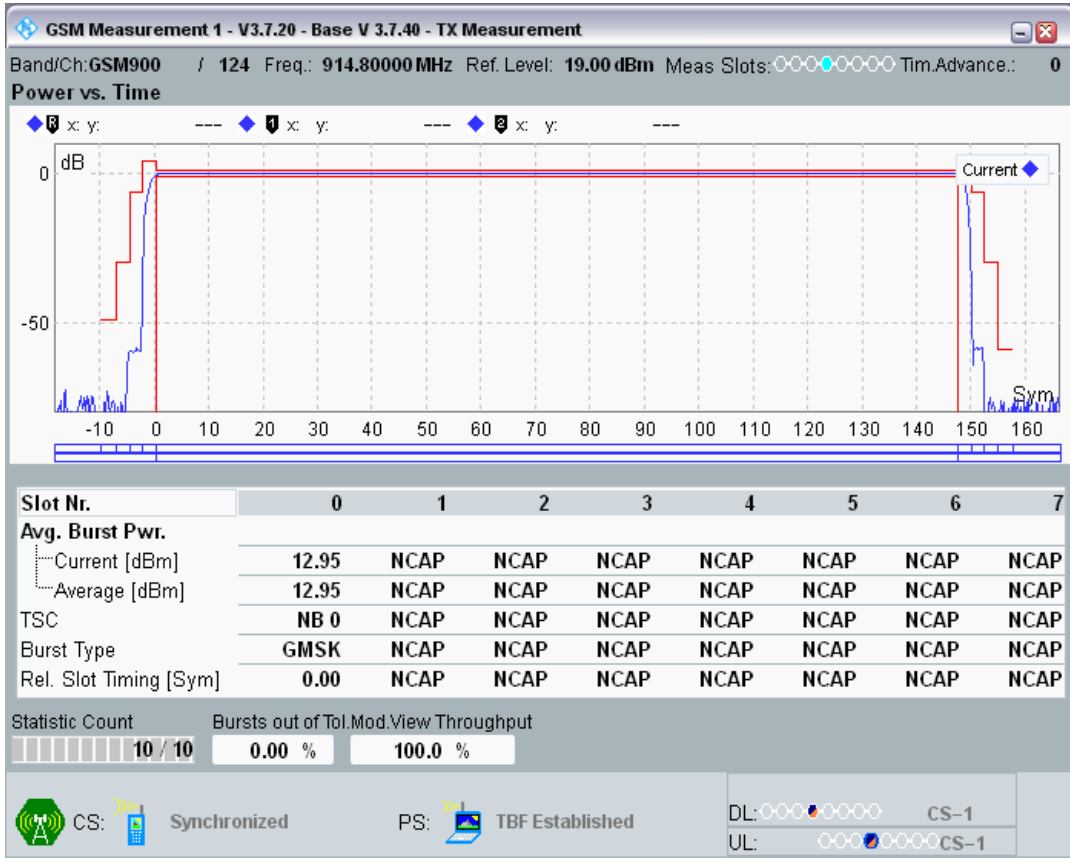 GSM Measurement 1 - V3.7.20 - Base V 3.7.40 - TX Measurement
Band/Ch:GSM900 / 124 Freq.: 914.80000 MHz Ref. Level: 19.00 dBm Meas Slots: Tim.Advance.: 0
Power vs. Time
R x: y: --- 1 x: y: --- 2 x: y: ---
dB
Current
0
-50
Sym
-10 0 10 20 30 40 50 60 70 80 90 100 110 120 130 140 150 160
Slot Nr. 0 1 2 3 4 5 6 7
Avg. Burst Pwr.
Current [dBm] 12.95 NCAP NCAP NCAP NCAP NCAP NCAP NCAP
Average [dBm] 12.95 NCAP NCAP NCAP NCAP NCAP NCAP NCAP
TSC NB 0 NCAP NCAP NCAP NCAP NCAP NCAP NCAP
Burst Type GMSK NCAP NCAP NCAP NCAP NCAP NCAP NCAP
Rel. Slot Timing [Sym] 0.00 NCAP NCAP NCAP NCAP NCAP NCAP NCAP
Statistic Count Bursts out of Tol.Mod.View Throughput
10 / 10 0.00 % 100.0 %
CS: Synchronized PS: TBF Established DL: CS-1
UL: CS-1